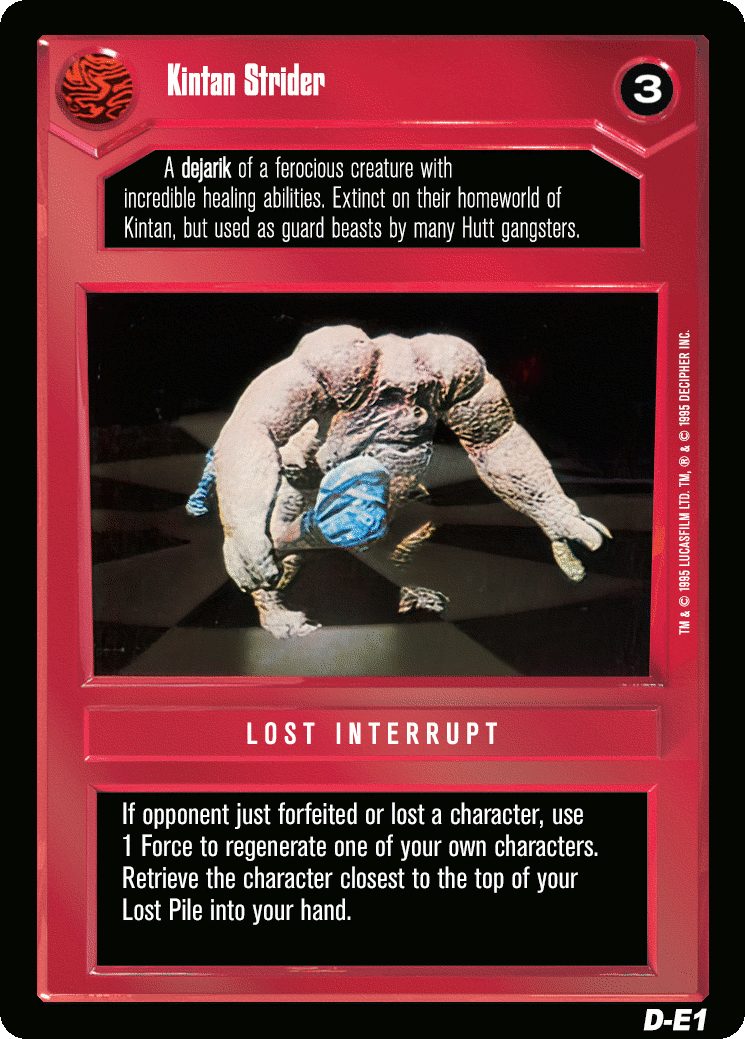 Kintan Strider
3
A dejarik of a ferocious creature with
incredible healing abilities. Extinct on their homeworld of
Kintan, but used as guard beasts by many Hutt gangsters.
TM & © 1995 LUCASFILM LTD. TM, ® & © 1995 DECIPHER INC.
LOST INTERRUPT
If opponent just forfeited or lost a character, use
1 Force to regenerate one of your own characters.
Retrieve the character closest to the top of your
Lost Pile into your hand.
D-E1